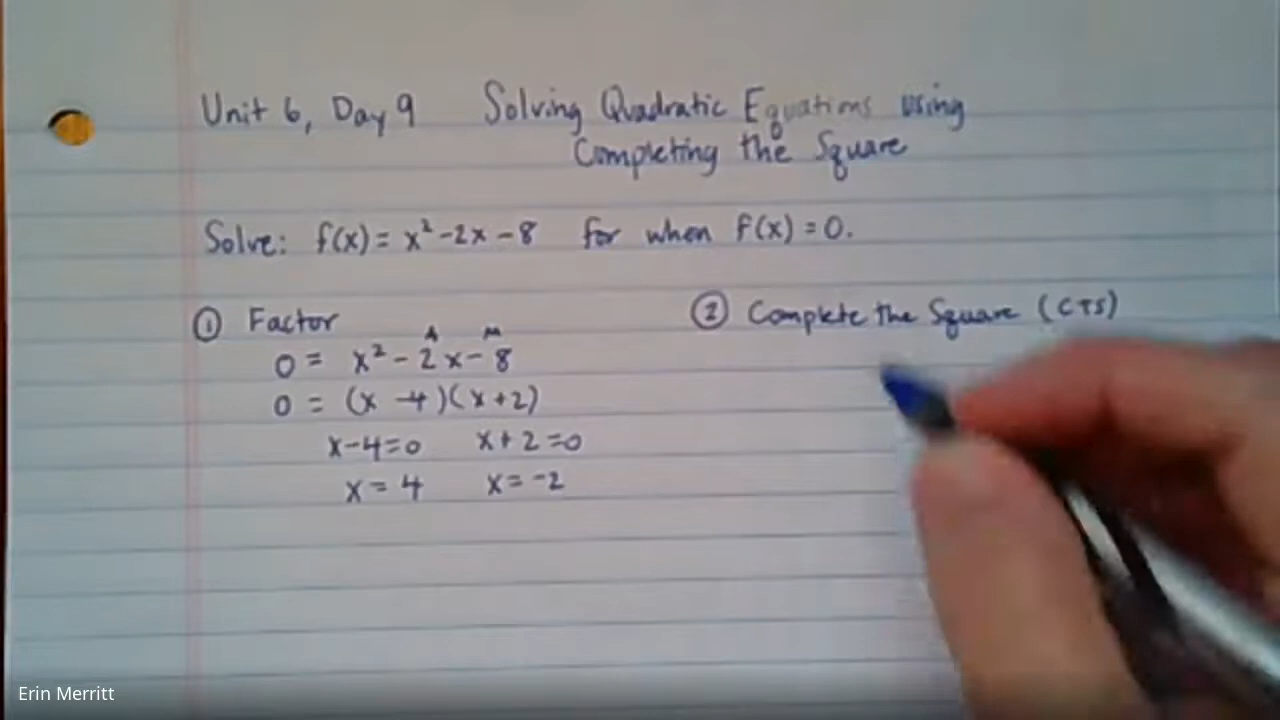 Unit 6, Day 9 Solving Quadratic Equations using
Completing the Square
Solve: f(x) = x² - 2x - 8 for when f(x) = 0.
① Factor
A M
0 = x² - 2x - 8
0 = (x - 4)(x + 2)
x - 4 = 0 x + 2 = 0
x = 4 x = -2
② Complete the Square (CTS)
Erin Merritt